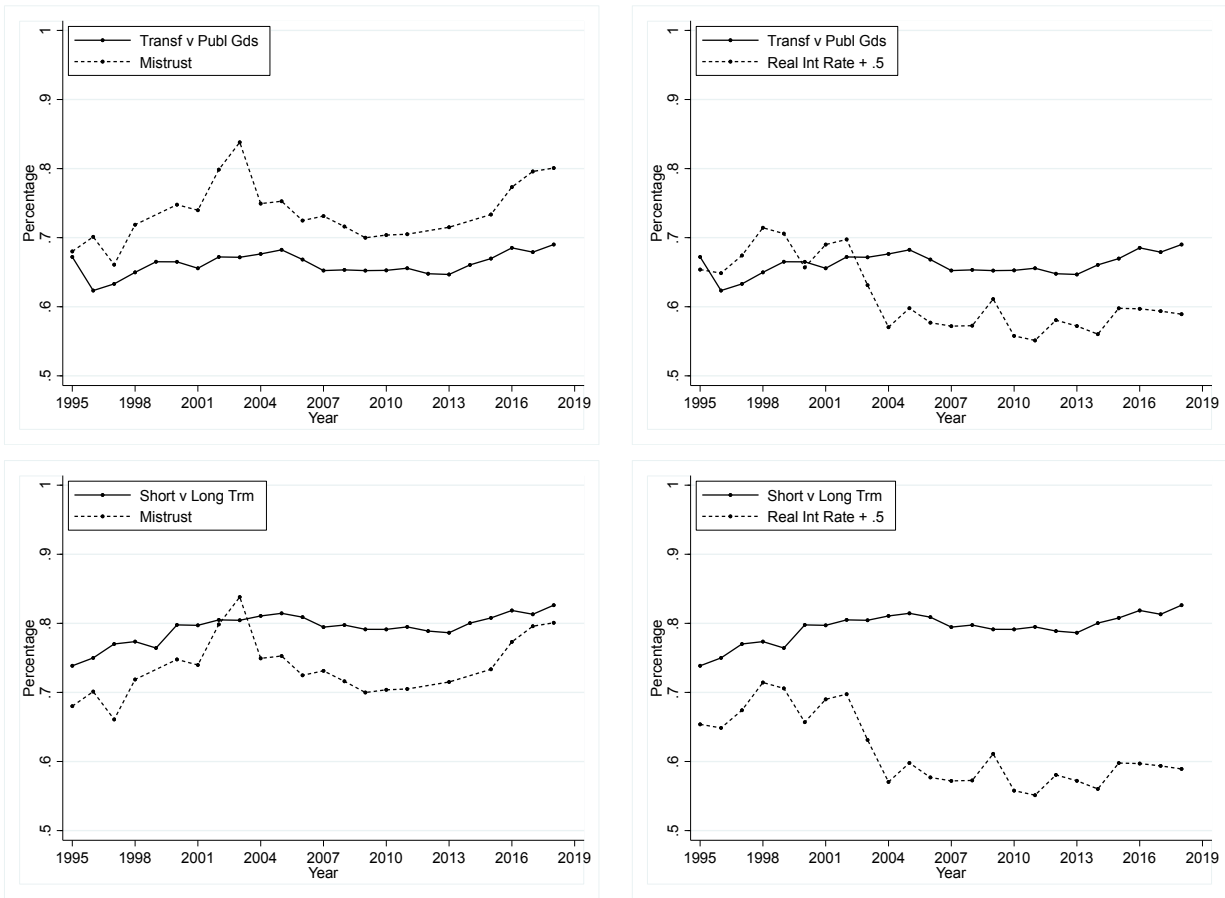 Transf v Publ Gds
Mistrust
1
.9
.8
.7
.6
.5
Percentage
1995 1998 2001 2004 2007 2010 2013 2016 2019
Year
Transf v Publ Gds
Real Int Rate + .5
1
.9
.8
.7
.6
.5
Percentage
1995 1998 2001 2004 2007 2010 2013 2016 2019
Year
Short v Long Trm
Mistrust
1
.9
.8
.7
.6
.5
Percentage
1995 1998 2001 2004 2007 2010 2013 2016 2019
Year
Short v Long Trm
Real Int Rate + .5
1
.9
.8
.7
.6
.5
Percentage
1995 1998 2001 2004 2007 2010 2013 2016 2019
Year